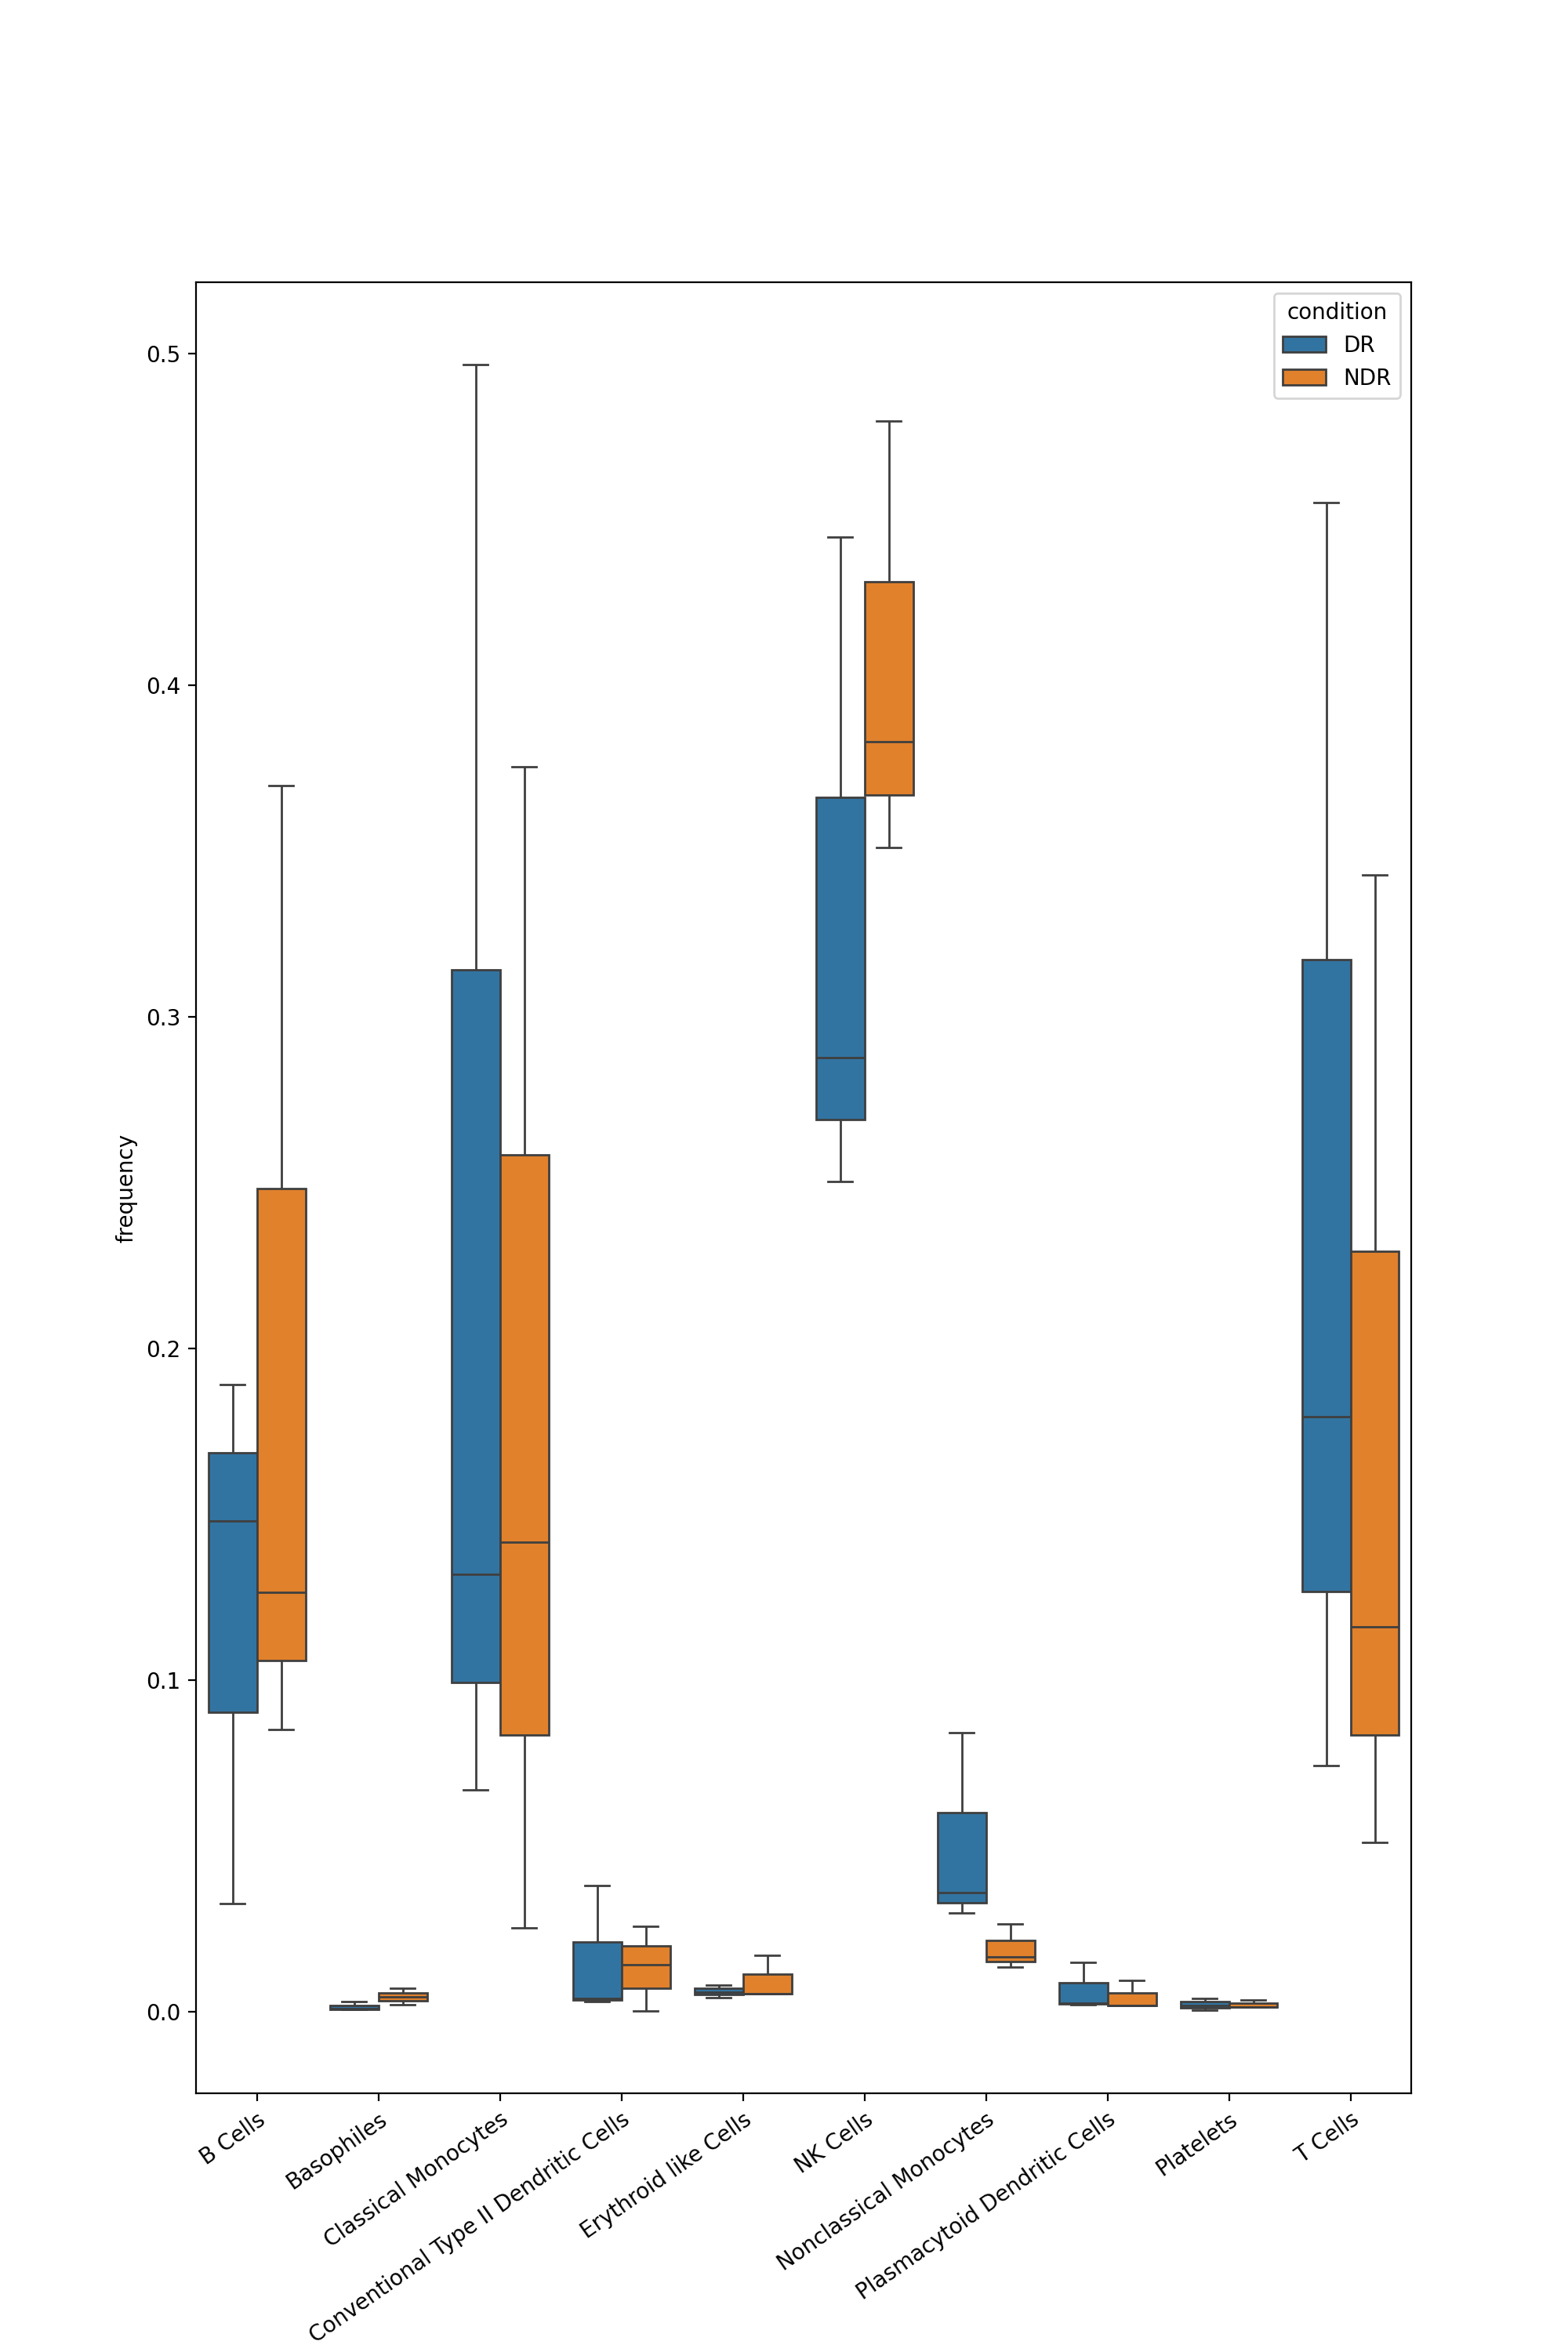 condition
DR
NDR
0.5
0.4
0.3
0.2
0.1
0.0
frequency
B Cells
Basophiles
Classical Monocytes
Conventional Type II Dendritic Cells
Erythroid like Cells
NK Cells
Nonclassical Monocytes
Plasmacytoid Dendritic Cells
Platelets
T Cells